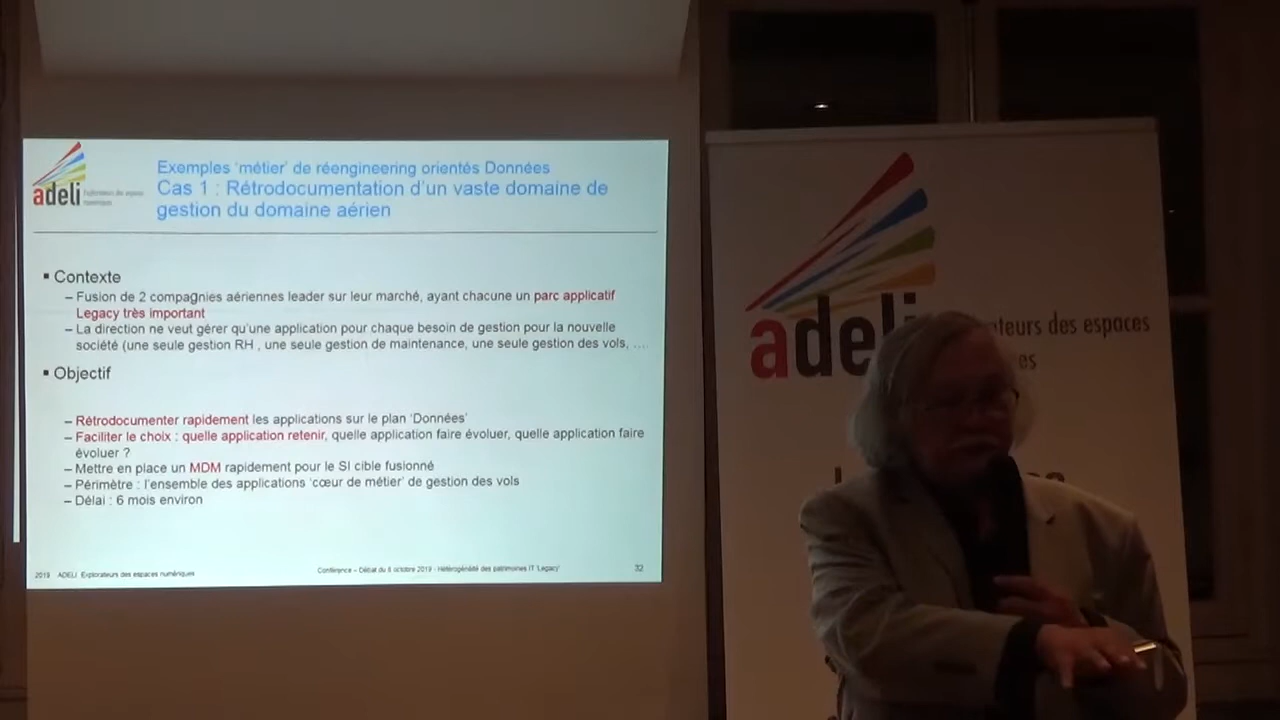 adeli
Explorateurs des espaces
numériques
Exemples 'métier' de réengineering orientés Données
Cas 1 : Rétrodocumentation d'un vaste domaine de
gestion du domaine aérien
▪ Contexte
– Fusion de 2 compagnies aériennes leader sur leur marché, ayant chacune un parc applicatif
Legacy très important
– La direction ne veut gérer qu'une application pour chaque besoin de gestion pour la nouvelle
société (une seule gestion RH , une seule gestion de maintenance, une seule gestion des vols, ....
▪ Objectif
– Rétrodocumenter rapidement les applications sur le plan 'Données'
– Faciliter le choix : quelle application retenir, quelle application faire évoluer, quelle application faire
évoluer ?
– Mettre en place un MDM rapidement pour le SI cible fusionné
– Périmètre : l'ensemble des applications 'cœur de métier' de gestion des vols
– Délai : 6 mois environ
2019 ADELI Explorateurs des espaces numériques
Conférence – Débat du 8 octobre 2019 - Hétérogénéité des patrimoines IT 'Legacy'
32
adeli
ateurs des espaces
es